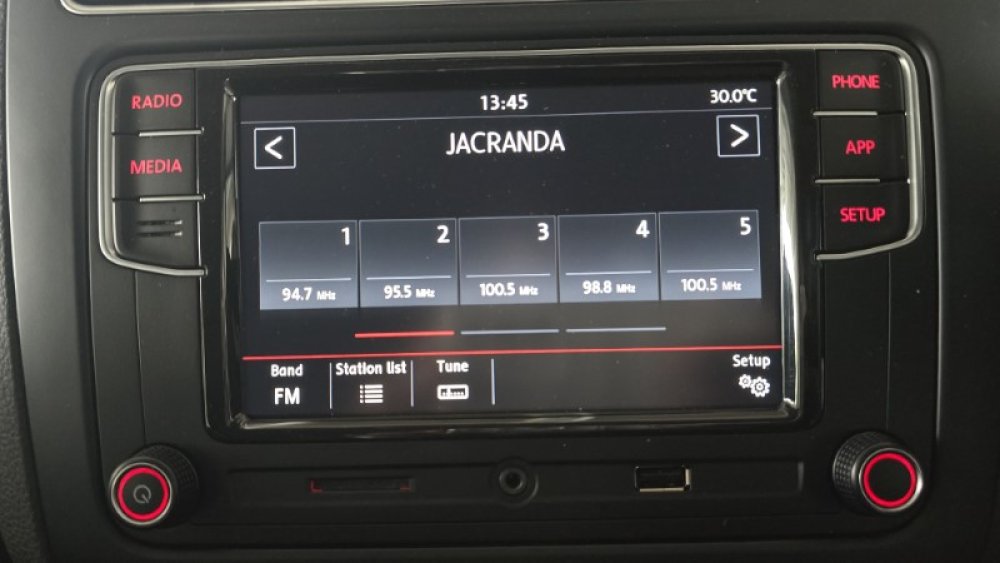 13:45
30.0°C
RADIO
PHONE
<
JACRANDA
>
MEDIA
APP
SETUP
1
2
3
4
5
94.7 MHz
95.5 MHz
100.5 MHz
98.8 MHz
100.5 MHz
Band
Station list
Tune
Setup
FM